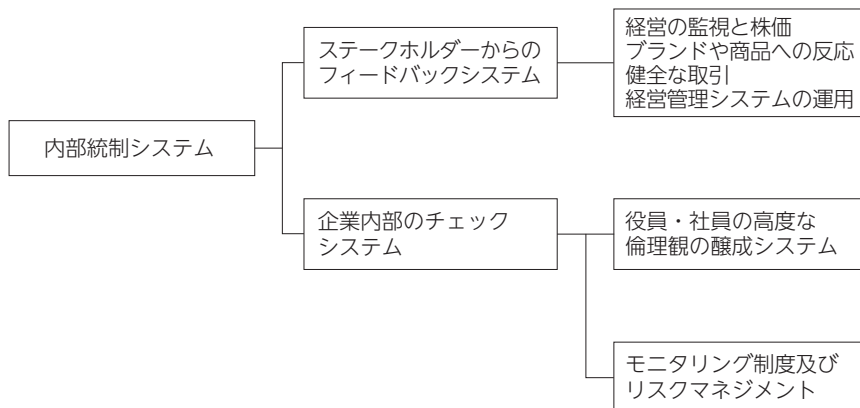 内部統制システム
ステークホルダーからの
フィードバックシステム
経営の監視と株価
ブランドや商品への反応
健全な取引
経営管理システムの運用
企業内部のチェック
システム
役員・社員の高度な
倫理観の醸成システム
モニタリング制度及び
リスクマネジメント